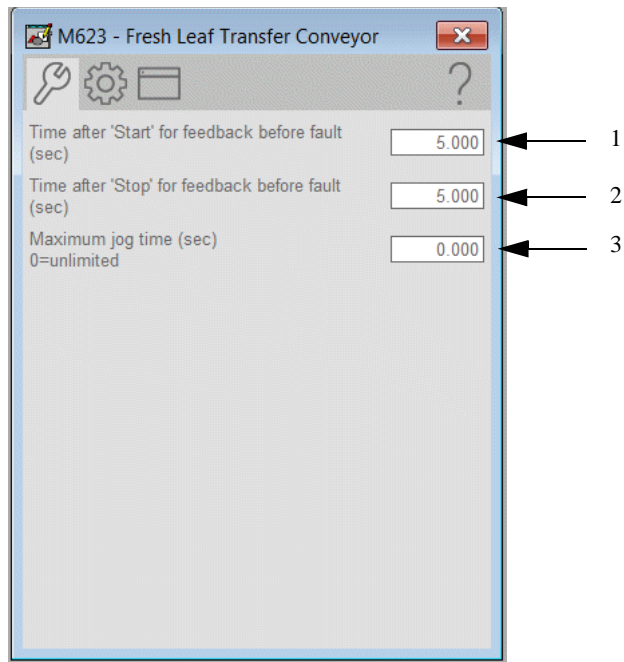 M623 - Fresh Leaf Transfer Conveyor
?
Time after 'Start' for feedback before fault
(sec)
5.000
1
Time after 'Stop' for feedback before fault
(sec)
5.000
2
Maximum jog time (sec)
0=unlimited
0.000
3